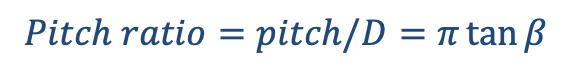 Pitch ratio = pitch/D = π tan β